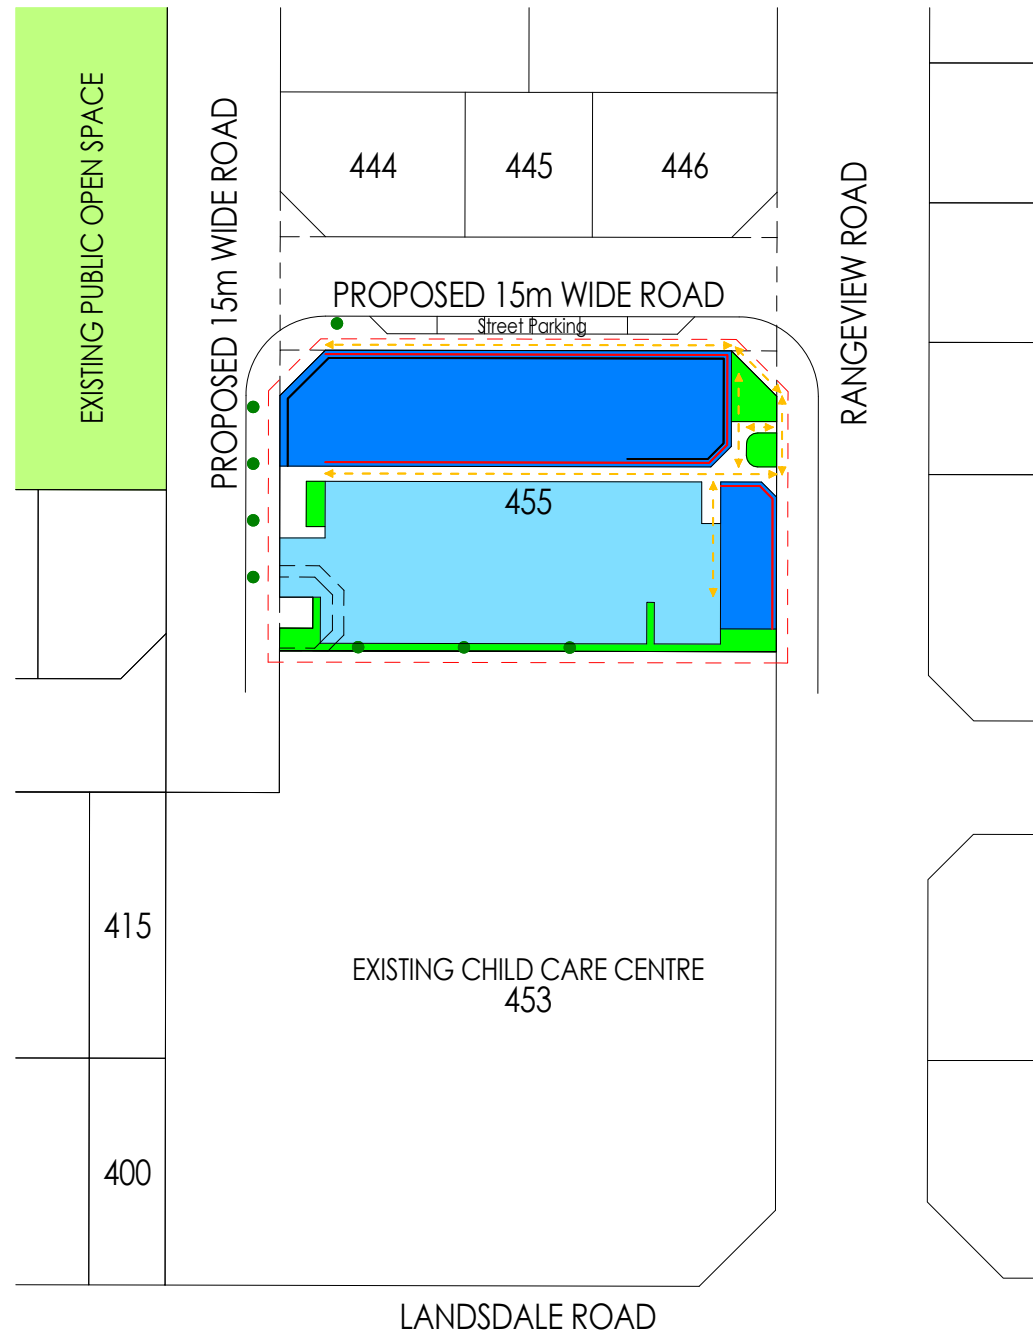 EXISTING PUBLIC OPEN SPACE
PROPOSED 15m WIDE ROAD
444
445
446
RANGEVIEW ROAD
PROPOSED 15m WIDE ROAD
Street Parking
455
415
EXISTING CHILD CARE CENTRE
453
400
LANDSDALE ROAD